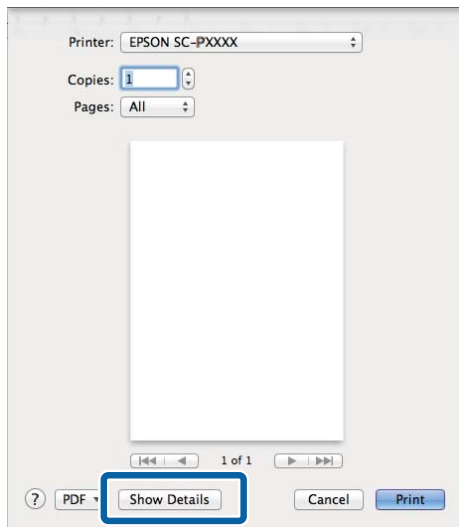 Printer: EPSON SC-PXXXX
Copies: 1
Pages: All
1 of 1
? PDF Show Details Cancel Print